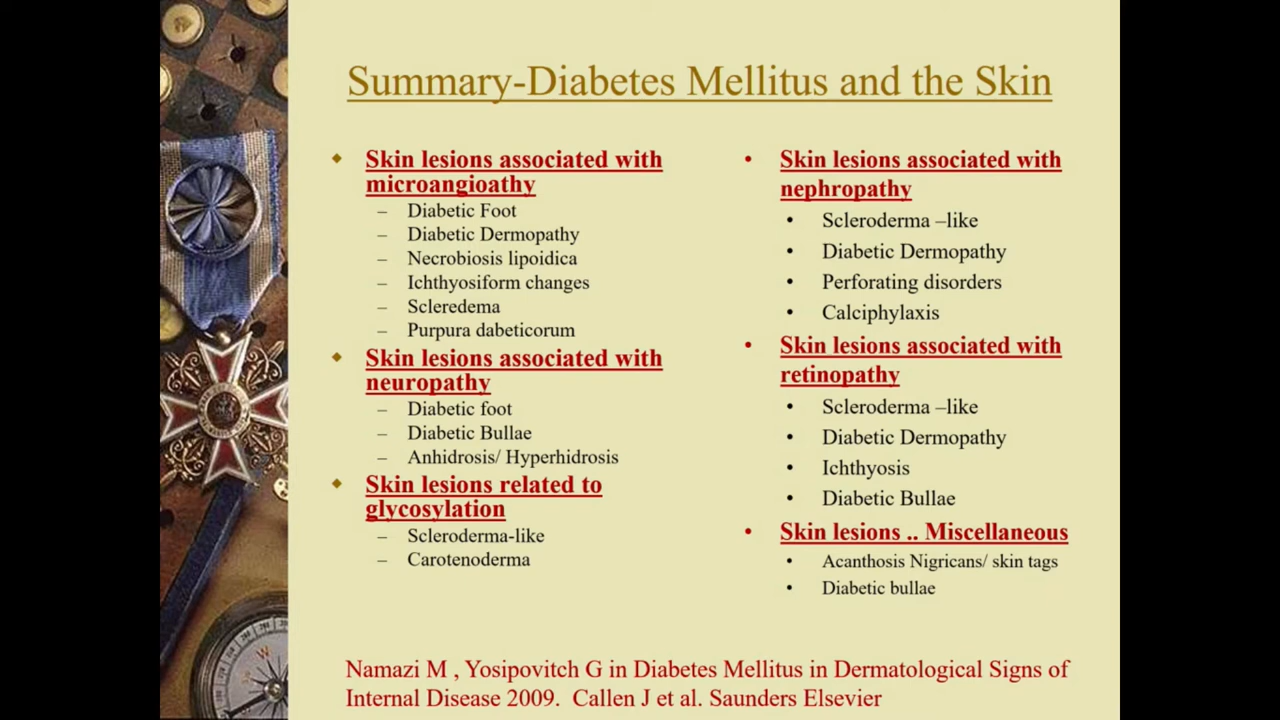 Summary-Diabetes Mellitus and the Skin
◆ Skin lesions associated with
microangioathy
– Diabetic Foot
– Diabetic Dermopathy
– Necrobiosis lipoidica
– Ichthyosiform changes
– Scleredema
– Purpura dabeticorum
◆ Skin lesions associated with
neuropathy
– Diabetic foot
– Diabetic Bullae
– Anhidrosis/ Hyperhidrosis
◆ Skin lesions related to
glycosylation
– Scleroderma-like
– Carotenoderma
• Skin lesions associated with
nephropathy
• Scleroderma –like
• Diabetic Dermopathy
• Perforating disorders
• Calciphylaxis
• Skin lesions associated with
retinopathy
• Scleroderma –like
• Diabetic Dermopathy
• Ichthyosis
• Diabetic Bullae
• Skin lesions .. Miscellaneous
• Acanthosis Nigricans/ skin tags
• Diabetic bullae
Namazi M , Yosipovitch G in Diabetes Mellitus in Dermatological Signs of
Internal Disease 2009.  Callen J et al. Saunders Elsevier